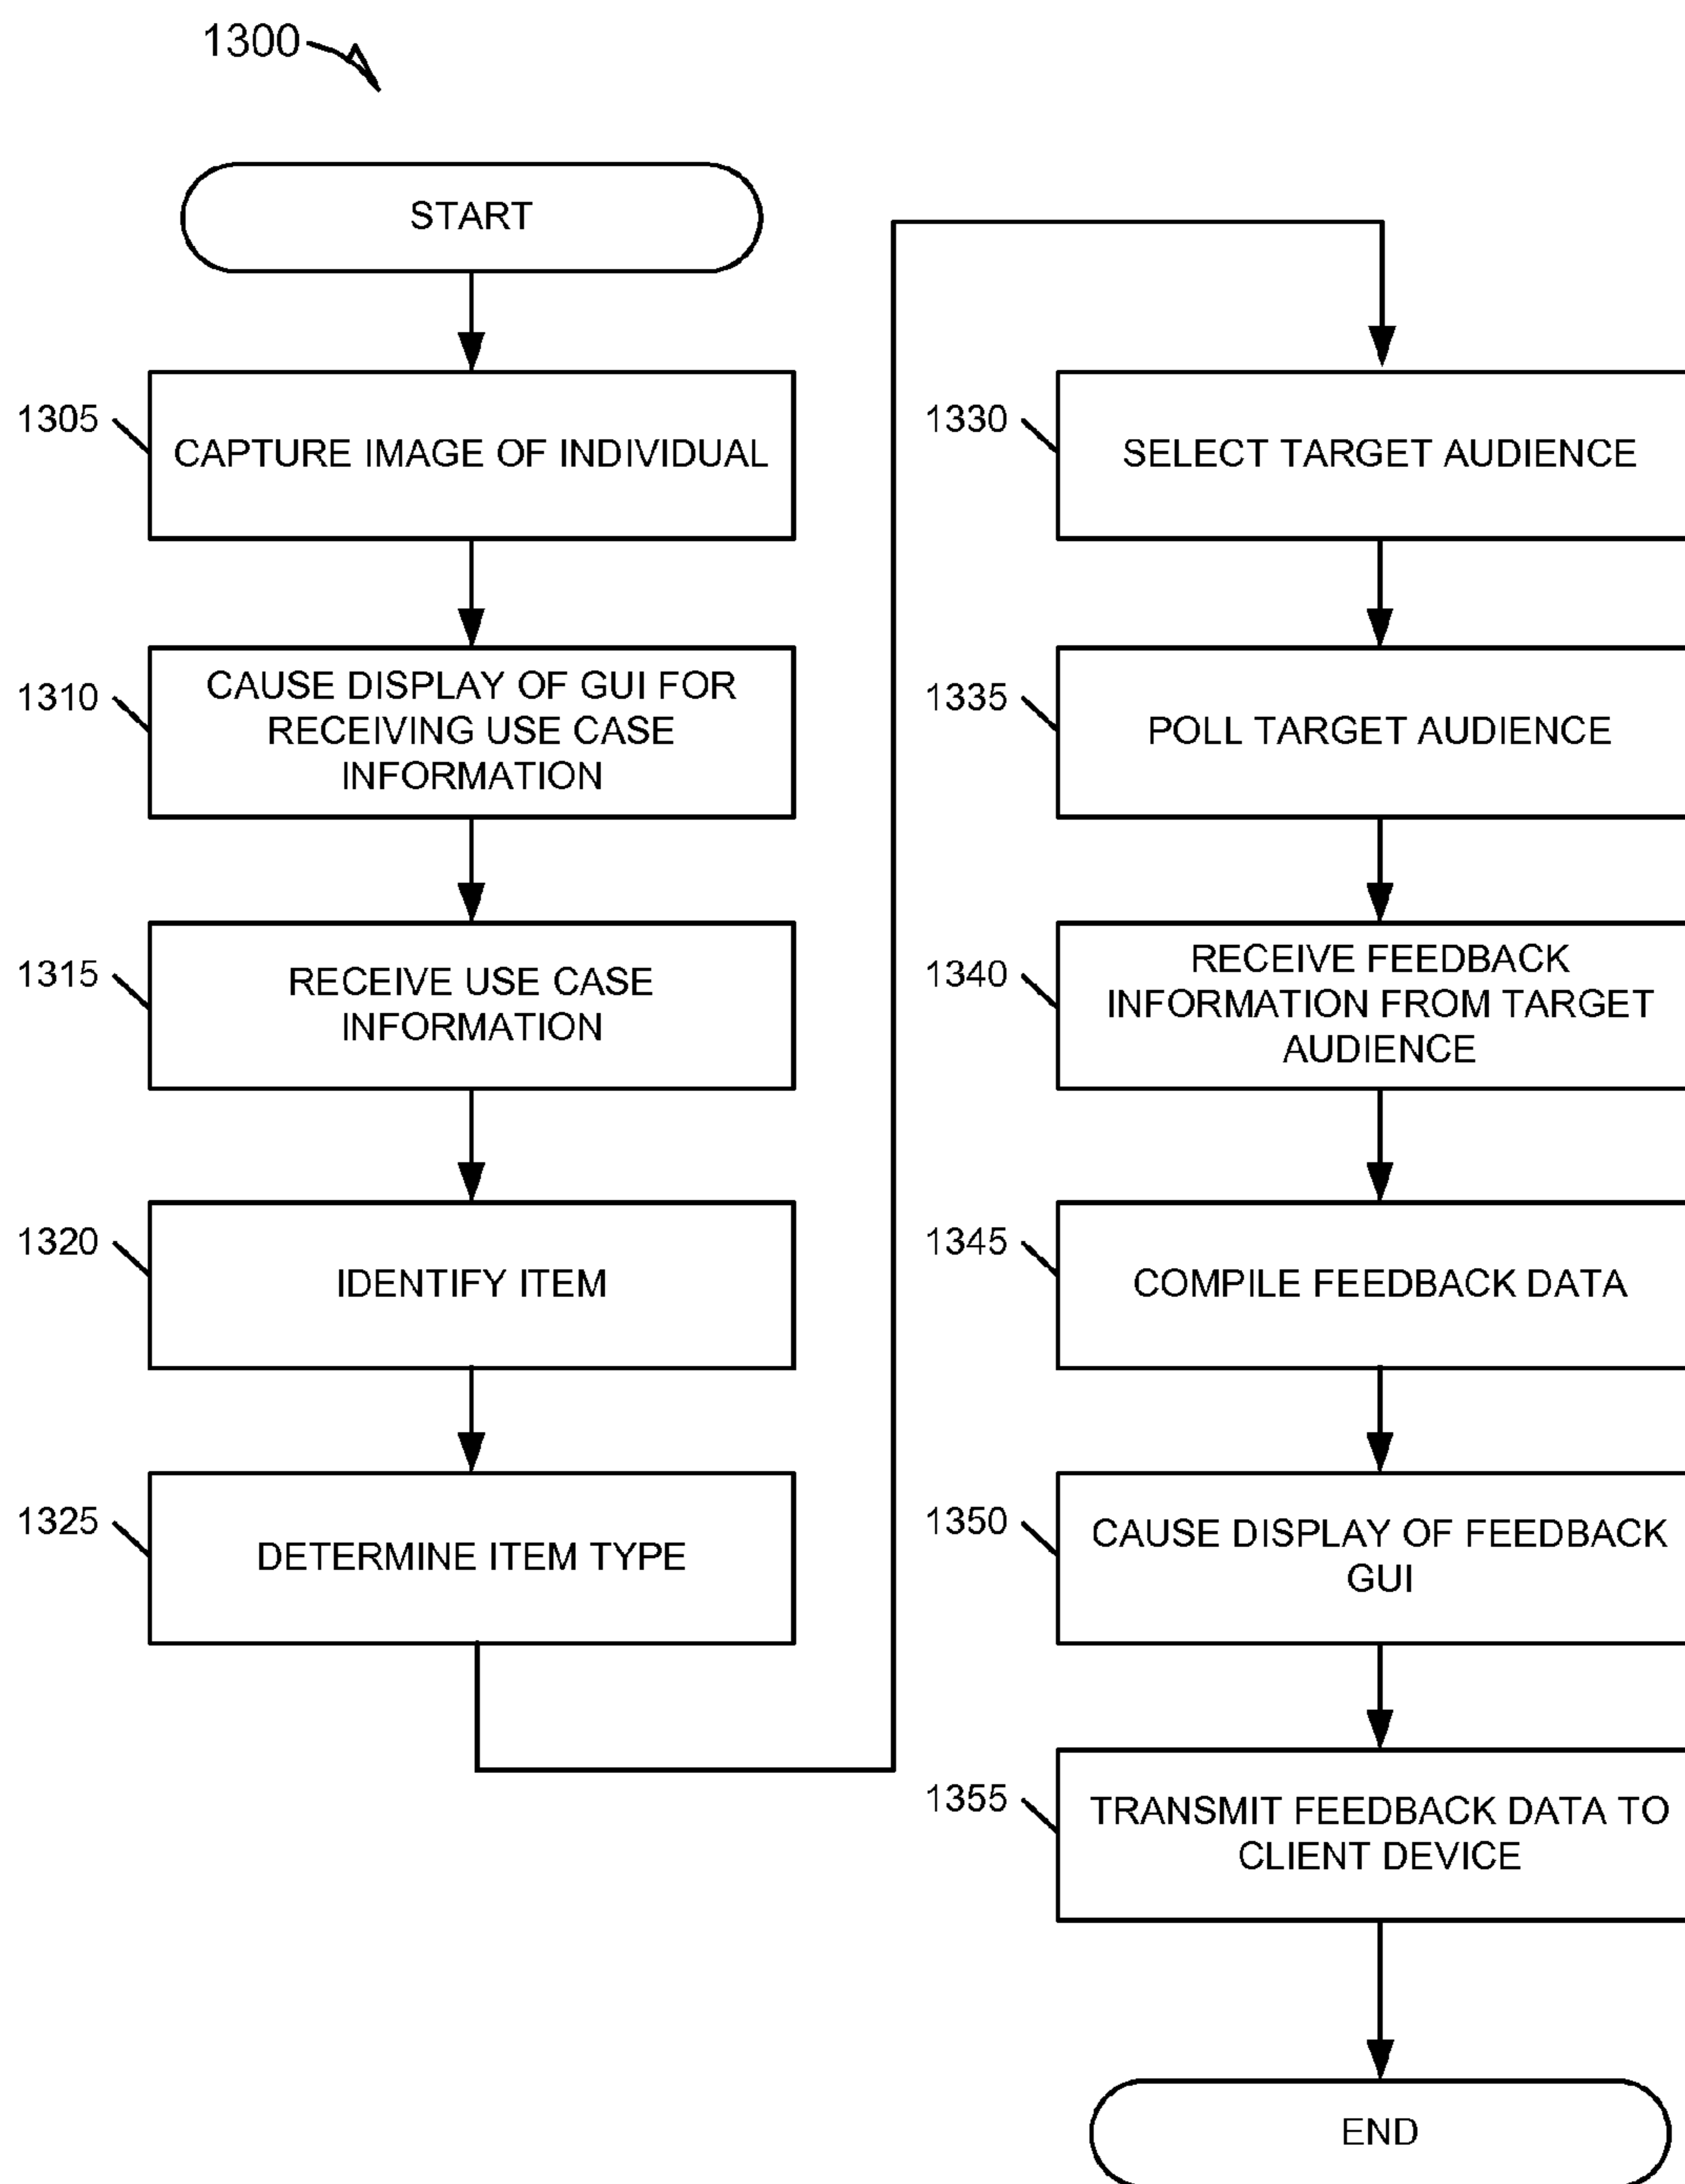 1300
START
1305
CAPTURE IMAGE OF INDIVIDUAL
1310
CAUSE DISPLAY OF GUI FOR
RECEIVING USE CASE
INFORMATION
1315
RECEIVE USE CASE
INFORMATION
1320
IDENTIFY ITEM
1325
DETERMINE ITEM TYPE
1330
SELECT TARGET AUDIENCE
1335
POLL TARGET AUDIENCE
1340
RECEIVE FEEDBACK
INFORMATION FROM TARGET
AUDIENCE
1345
COMPILE FEEDBACK DATA
1350
CAUSE DISPLAY OF FEEDBACK
GUI
1355
TRANSMIT FEEDBACK DATA TO
CLIENT DEVICE
END